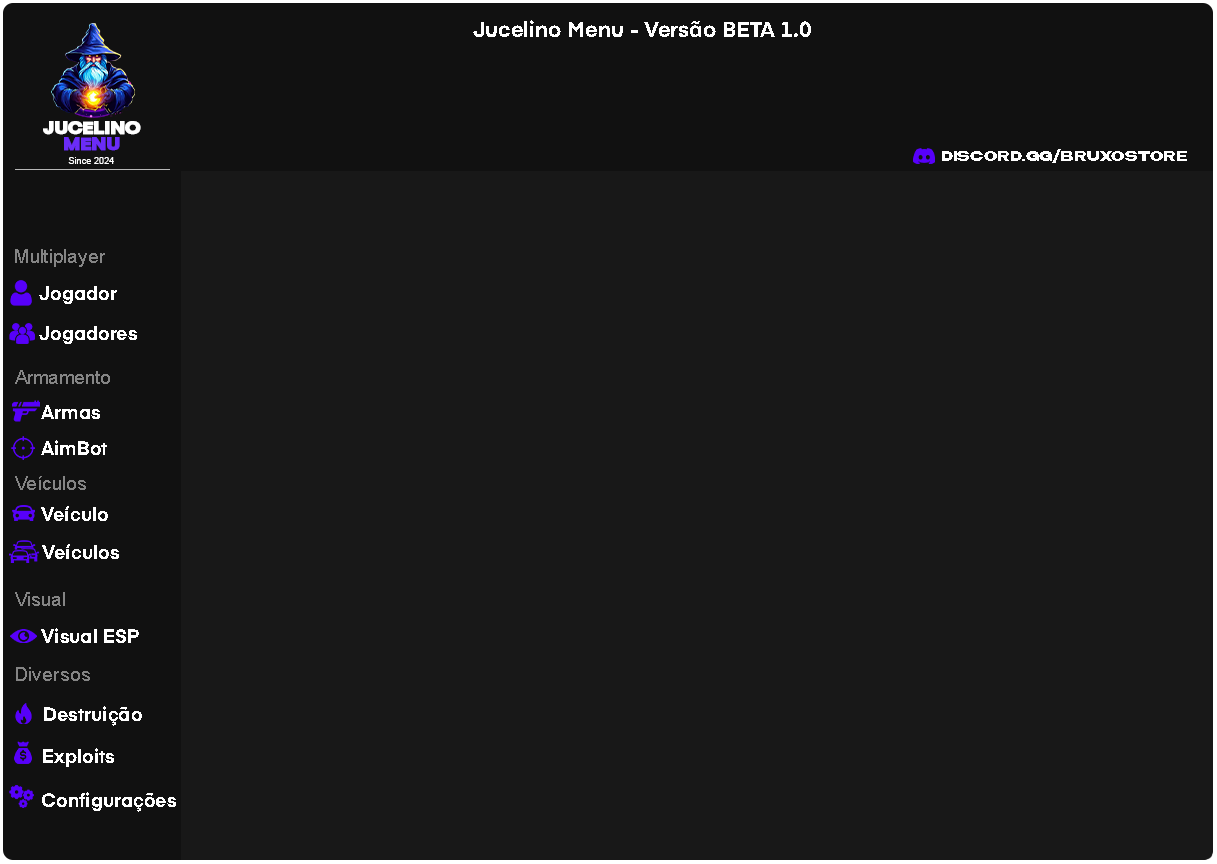 Jucelino Menu - Versão BETA 1.0
JUCELINO
MENU
Since 2024
DISCORD.GG/BRUXOSTORE
Multiplayer
Jogador
Jogadores
Armamento
Armas
AimBot
Veículos
Veículo
Veículos
Visual
Visual ESP
Diversos
Destruição
Exploits
Configurações